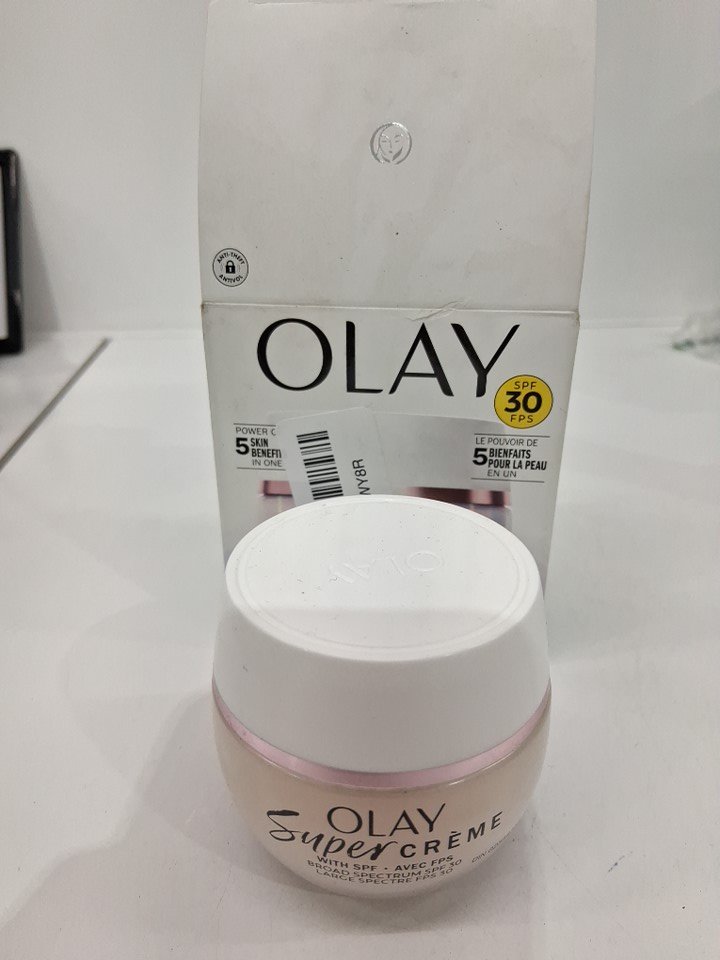 ANTI-THEFT
ANTIVOL
OLAY
SPF
30
FPS
POWER
5 SKIN
IN ONE
LE POUVOIR DE
5 BIENFAITS
POUR LA PEAU
EN UN
WY8R
OLAY
OLAY
Super CRÈME
WITH SPF · AVEC FPS
BROAD SPECTRUM SPF 30
LARGE SPECTRE FPS 30
DIN